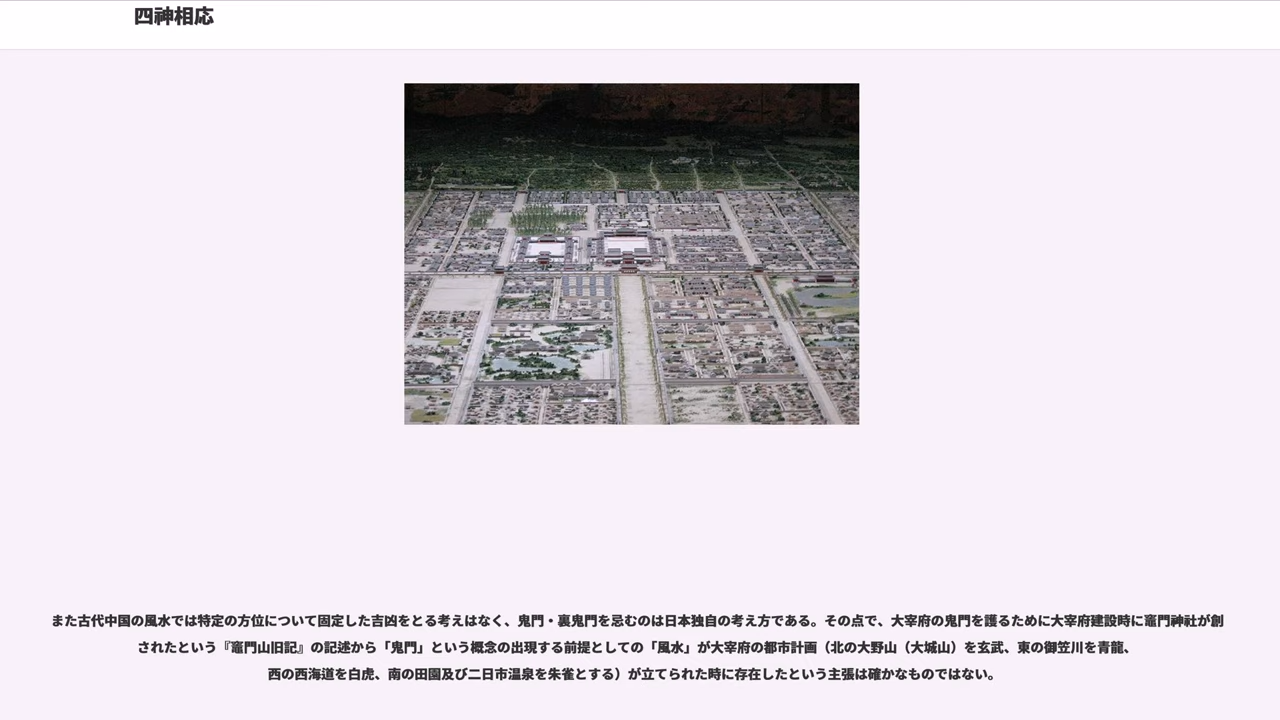 四神相応
また古代中国の風水では特定の方位について固定した吉凶をとる考えはなく、鬼門・裏鬼門を忌むのは日本独自の考え方である。その点で、大宰府の鬼門を護るために大宰府建設時に竈門神社が創
されたという『竈門山旧記』の記述から「鬼門」という概念の出現する前提としての「風水」が大宰府の都市計画（北の大野山（大城山）を玄武、東の御笠川を青龍、
西の西海道を白虎、南の田園及び二日市温泉を朱雀とする）が立てられた時に存在したという主張は確かなものではない。